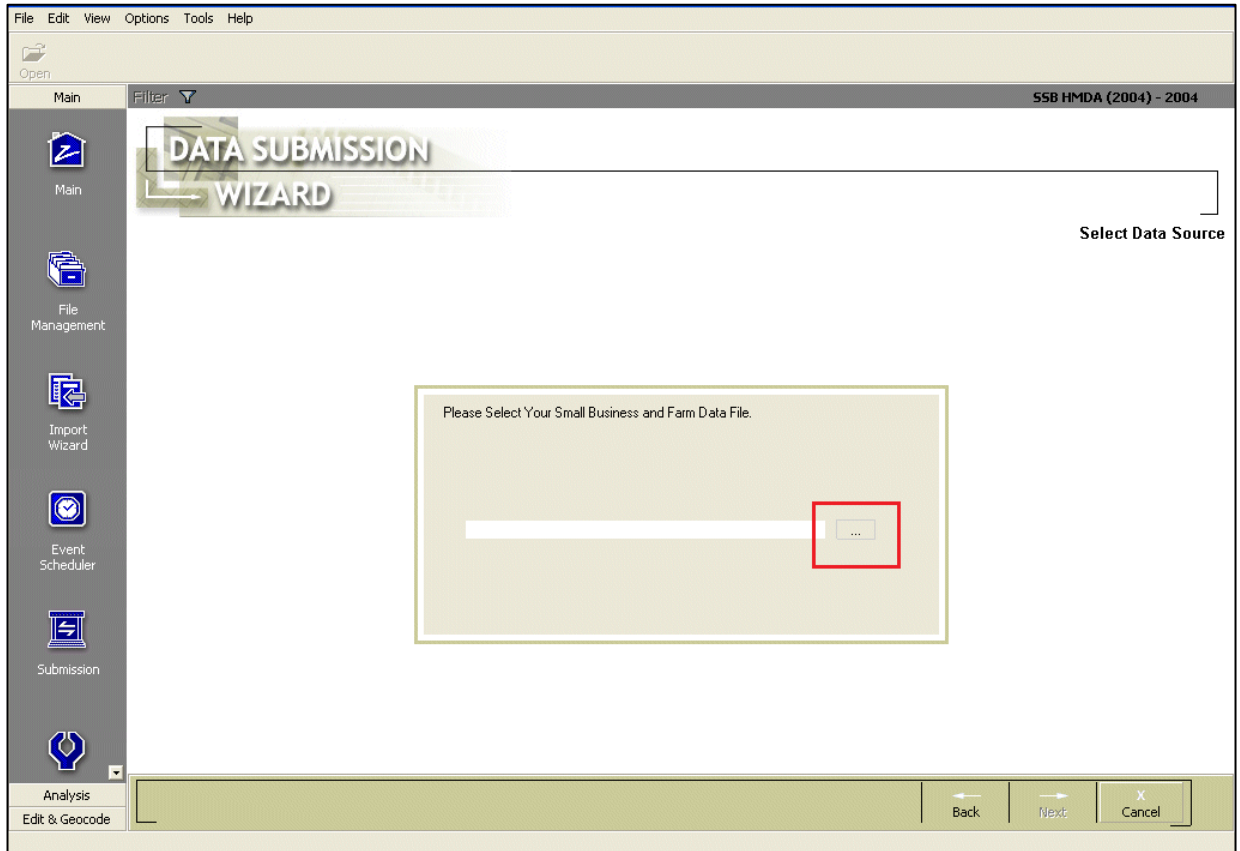 File Edit View Options Tools Help
Open
Main
Filter
SSB HMDA (2004) - 2004
DATA SUBMISSION
WIZARD
Main
Select Data Source
File
Management
Import
Wizard
Please Select Your Small Business and Farm Data File.
...
Event
Scheduler
Submission
Analysis
Edit & Geocode
Back
Next
X
Cancel